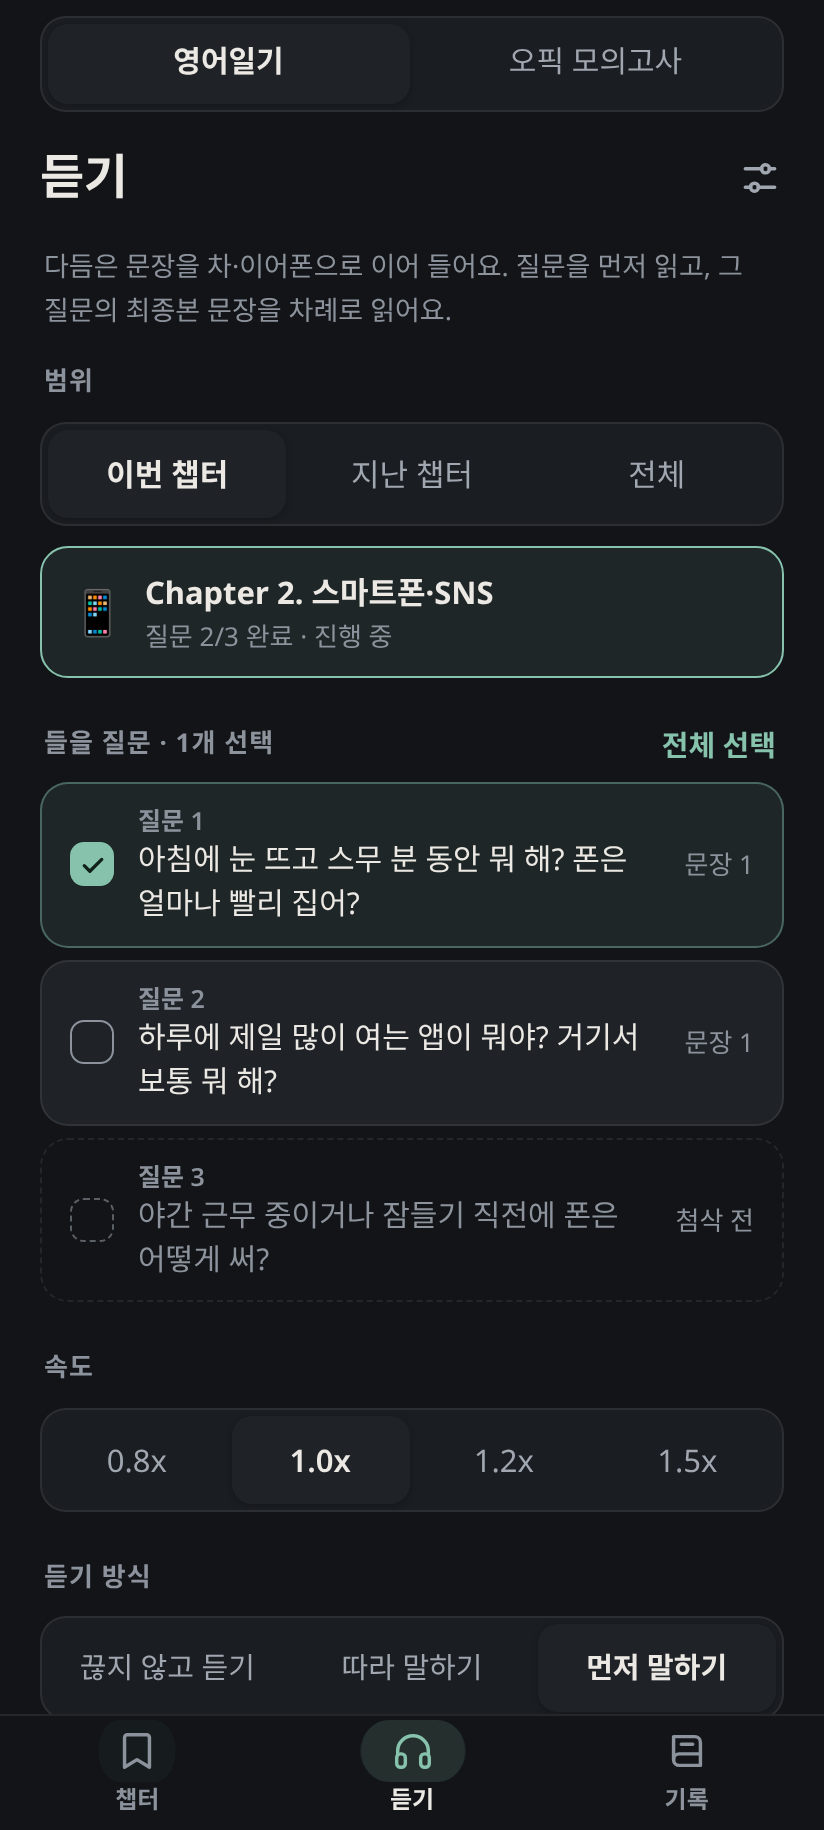 영어일기
오픽 모의고사
듣기
다듬은 문장을 차·이어폰으로 이어 들어요. 질문을 먼저 읽고, 그
질문의 최종본 문장을 차례로 읽어요.
범위
이번 챕터
지난 챕터
전체
Chapter 2. 스마트폰·SNS
질문 2/3 완료 · 진행 중
들을 질문 · 1개 선택
전체 선택
질문 1
아침에 눈 뜨고 스무 분 동안 뭐 해? 폰은
얼마나 빨리 집어?
문장 1
질문 2
하루에 제일 많이 여는 앱이 뭐야? 거기서
보통 뭐 해?
문장 1
질문 3
야간 근무 중이거나 잠들기 직전에 폰은
어떻게 써?
첨삭 전
속도
0.8x
1.0x
1.2x
1.5x
듣기 방식
끊지 않고 듣기
따라 말하기
먼저 말하기
챕터
듣기
기록